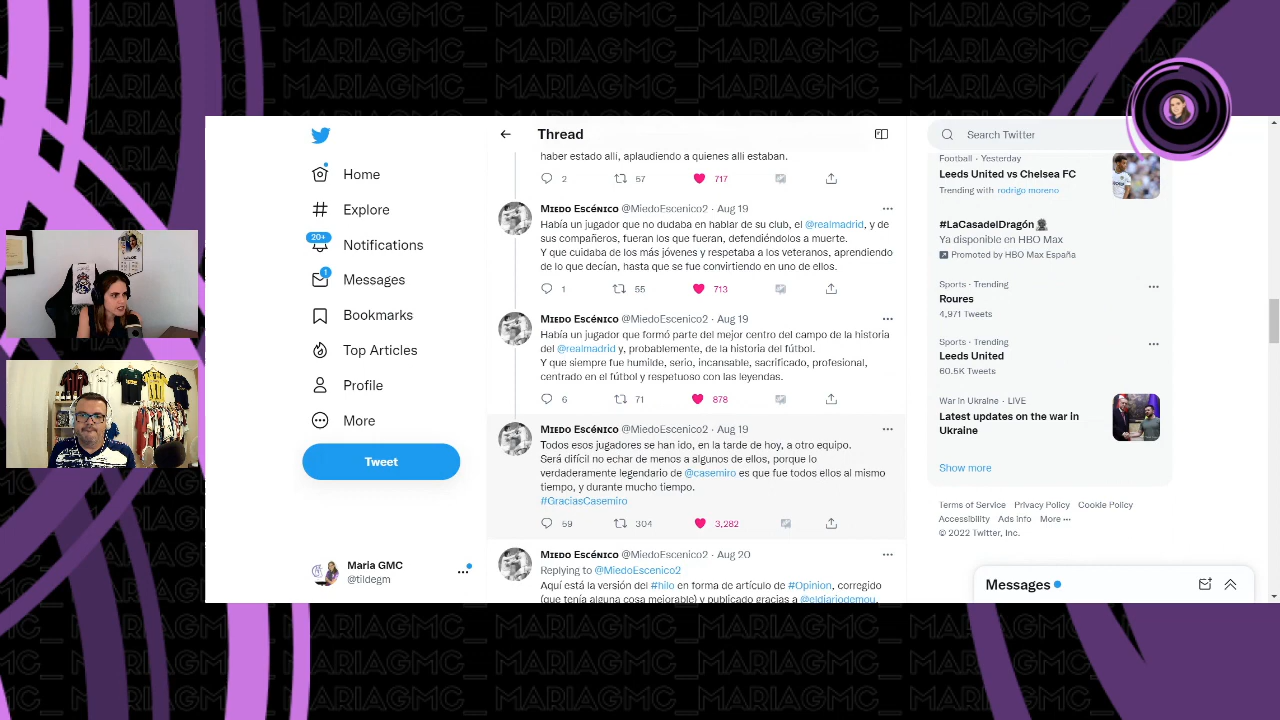 MARIAGMC_
Home
Explore
20+
Notifications
1
Messages
Bookmarks
Top Articles
Profile
More
Tweet
Maria GMC
@tildegm
Thread
haber estado allí, aplaudiendo a quienes allí estaban.
2 57 717
Miedo Escénico @MiedoEscenico2 · Aug 19
Había un jugador que no dudaba en hablar de su club, el @realmadrid, y de
sus compañeros, fueran los que fueran, defendiéndolos a muerte.
Y que cuidaba de los más jóvenes y respetaba a los veteranos, aprendiendo
de lo que decían, hasta que se fue convirtiendo en uno de ellos.
1 55 713
Miedo Escénico @MiedoEscenico2 · Aug 19
Había un jugador que formó parte del mejor centro del campo de la historia
del @realmadrid y, probablemente, de la historia del fútbol.
Y que siempre fue humilde, serio, incansable, sacrificado, profesional,
centrado en el fútbol y respetuoso con las leyendas.
6 71 878
Miedo Escénico @MiedoEscenico2 · Aug 19
Todos esos jugadores se han ido, en la tarde de hoy, a otro equipo.
Será difícil no echar de menos a algunos de ellos, porque lo
verdaderamente legendario de @casemiro es que fue todos ellos al mismo
tiempo, y durante mucho tiempo.
#GraciasCasemiro
59 304 3,282
Miedo Escénico @MiedoEscenico2 · Aug 20
Replying to @MiedoEscenico2
Aquí está la versión del #hilo en forma de artículo de #Opinion, corregido
(que tenía alguna cosa mejorable) y publicado gracias a @eldiariodemou.
Search Twitter
Football · Yesterday
Leeds United vs Chelsea FC
Trending with rodrigo moreno
#LaCasadelDragón
Ya disponible en HBO Max
Promoted by HBO Max España
Sports · Trending
Roures
4,971 Tweets
Sports · Trending
Leeds United
60.5K Tweets
War in Ukraine · LIVE
Latest updates on the war in
Ukraine
Show more
Terms of Service Privacy Policy Cookie Policy
Accessibility Ads info More ···
© 2022 Twitter, Inc.
Messages